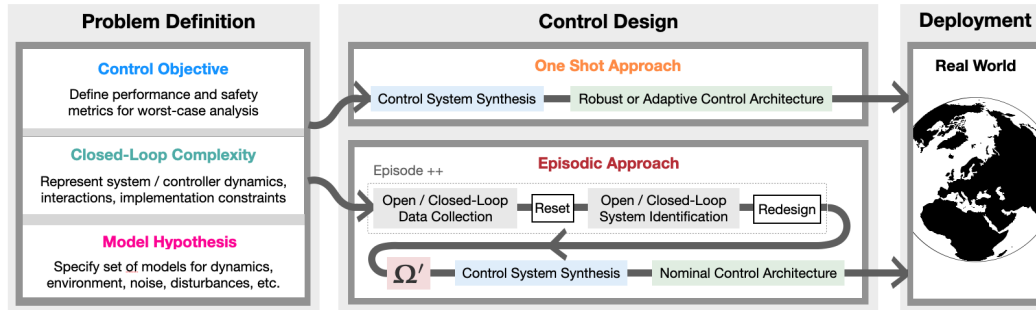 Problem Definition
Control Objective
Define performance and safety
metrics for worst-case analysis
Closed-Loop Complexity
Represent system / controller dynamics,
interactions, implementation constraints
Model Hypothesis
Specify set of models for dynamics,
environment, noise, disturbances, etc.
Control Design
One Shot Approach
Control System Synthesis
Robust or Adaptive Control Architecture
Episodic Approach
Episode ++
Open / Closed-Loop
Data Collection
Reset
Open / Closed-Loop
System Identification
Redesign
Ω′
Control System Synthesis
Nominal Control Architecture
Deployment
Real World